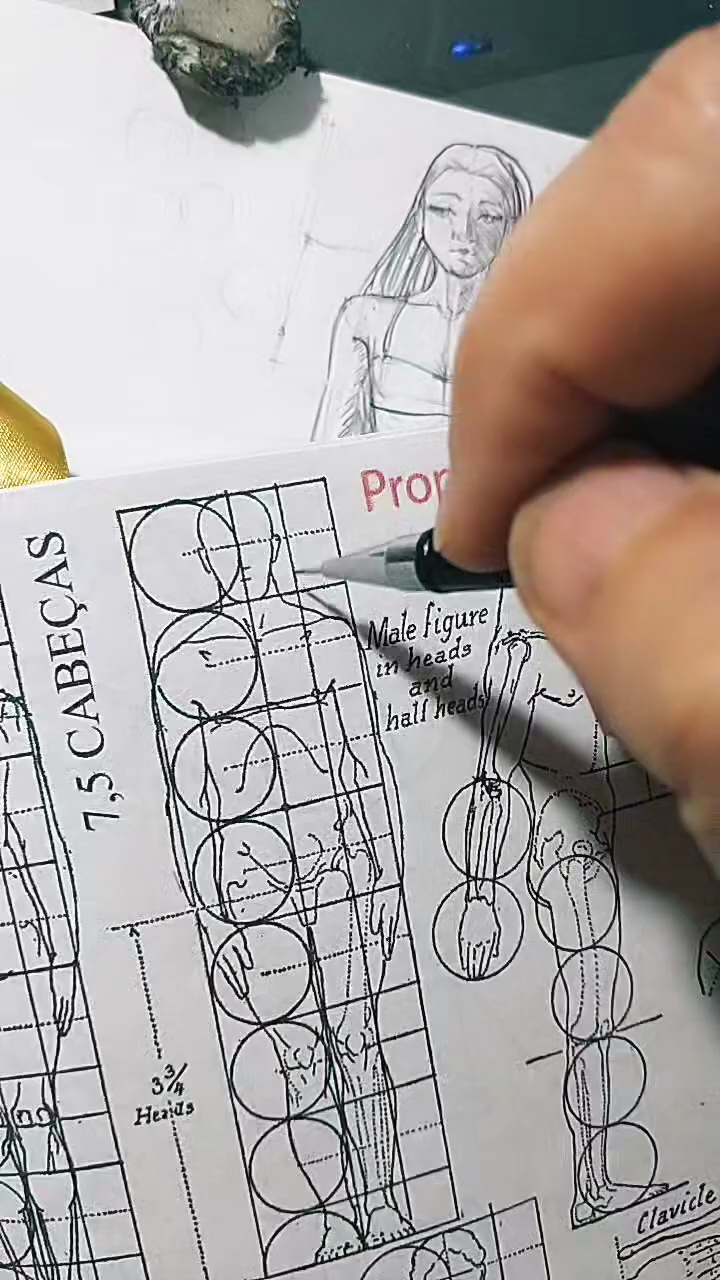 Prop
7,5 CABEÇAS
Male figure
in heads
and
half heads
3¾
Heads
Clavicle